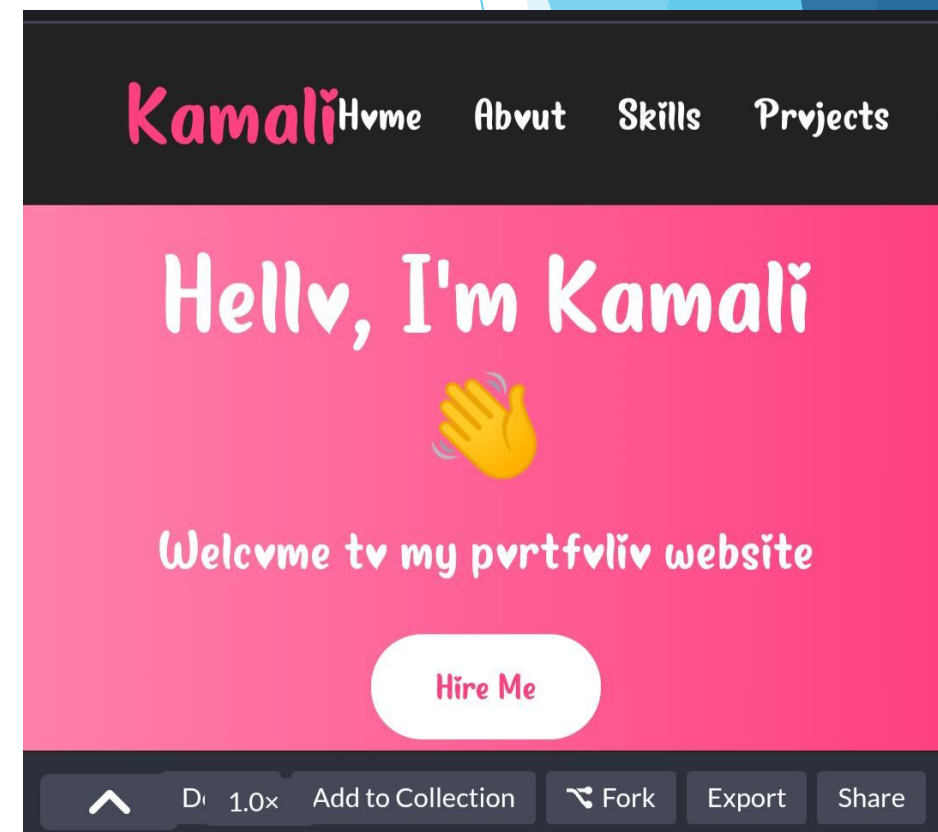 Kamali Home About Skills Projects
Hello, I'm Kamali
👋
Welcome to my portfolio website
Hire Me
1.0× Add to Collection Fork Export Share